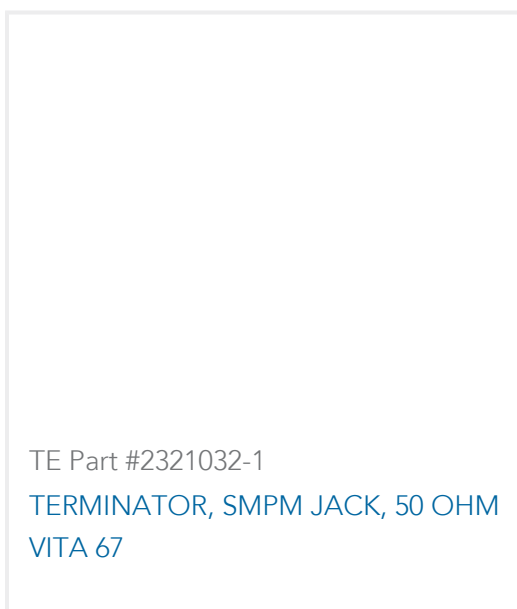 TE Part #2321032-1
TERMINATOR, SMPM JACK, 50 OHM
VITA 67